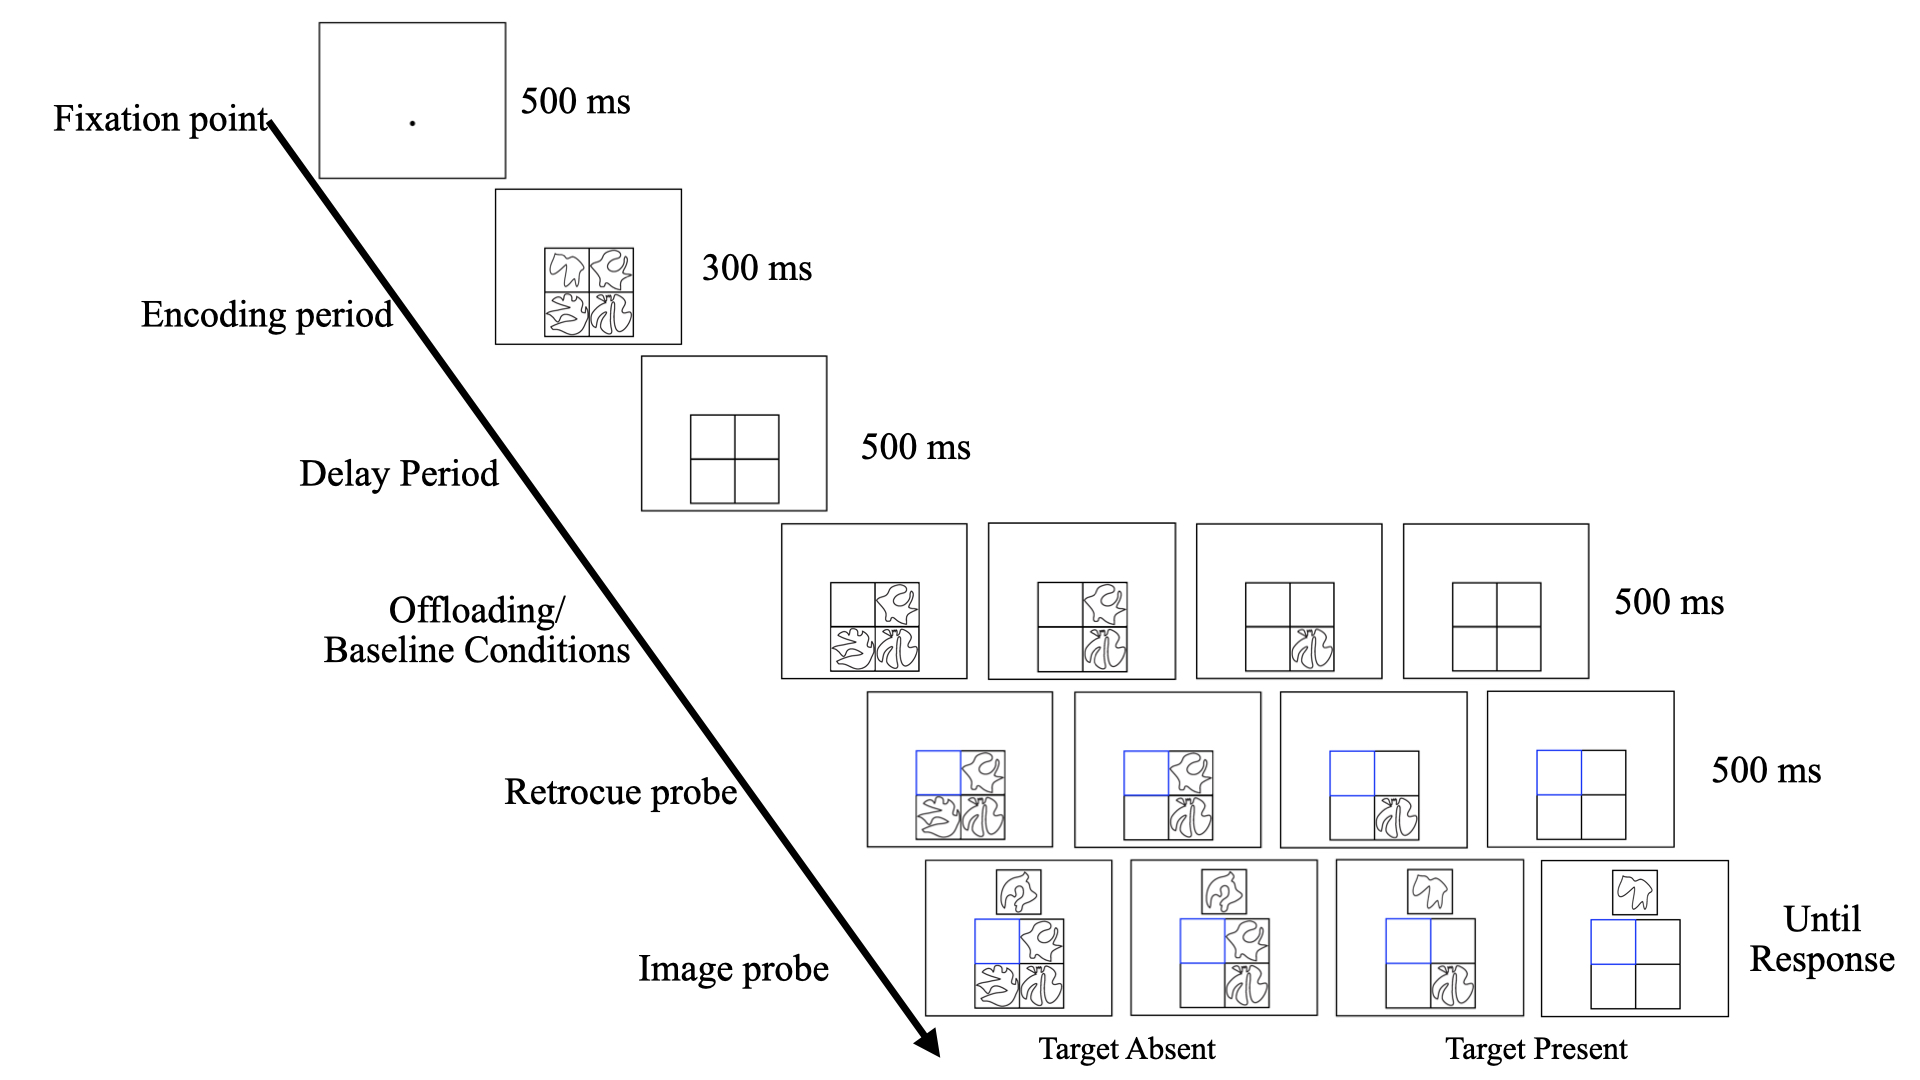 Fixation point
500 ms
Encoding period
300 ms
Delay Period
500 ms
Offloading/
Baseline Conditions
500 ms
Retrocue probe
500 ms
Image probe
Until
Response
Target Absent
Target Present